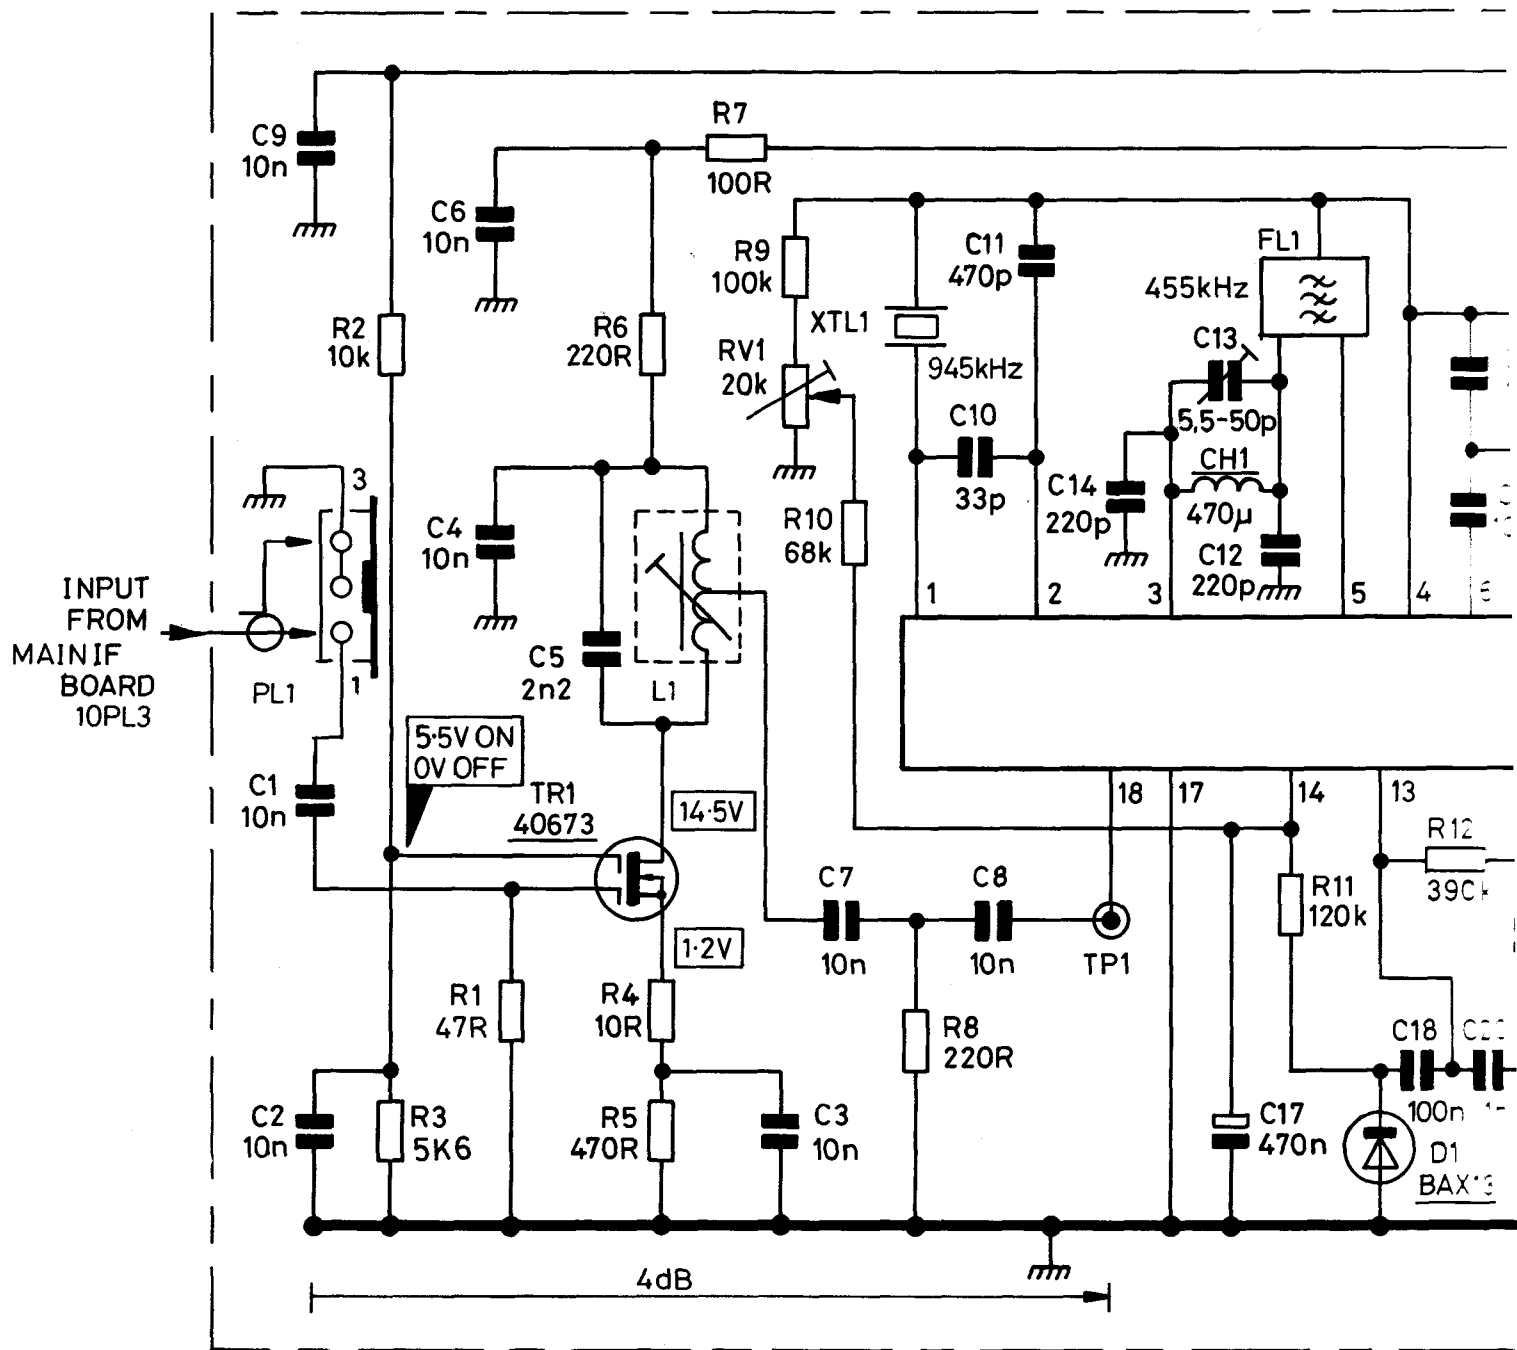 C9
10n
R7
100R
C6
10n
R9
100k
C11
470p
FL1
455kHz
R2
10k
R6
220R
XTL1
945kHz
RV1
20k
C13
5,5-50p
C10
33p
3
CH1
470µ
C14
220p
R10
68k
C4
10n
C12
220p
1
2
3
5
4
6
INPUT
FROM
MAIN IF
BOARD
10PL3
PL1
1
C5
2n2
L1
5·5V ON
0V OFF
C1
10n
TR1
40673
14·5V
18
17
14
13
R12
C7
10n
C8
10n
R11
120k
1·2V
TP1
R1
47R
R4
10R
R8
220R
C18
100n
C2
10n
R3
5K6
R5
470R
C3
10n
C17
470n
D1
4dB